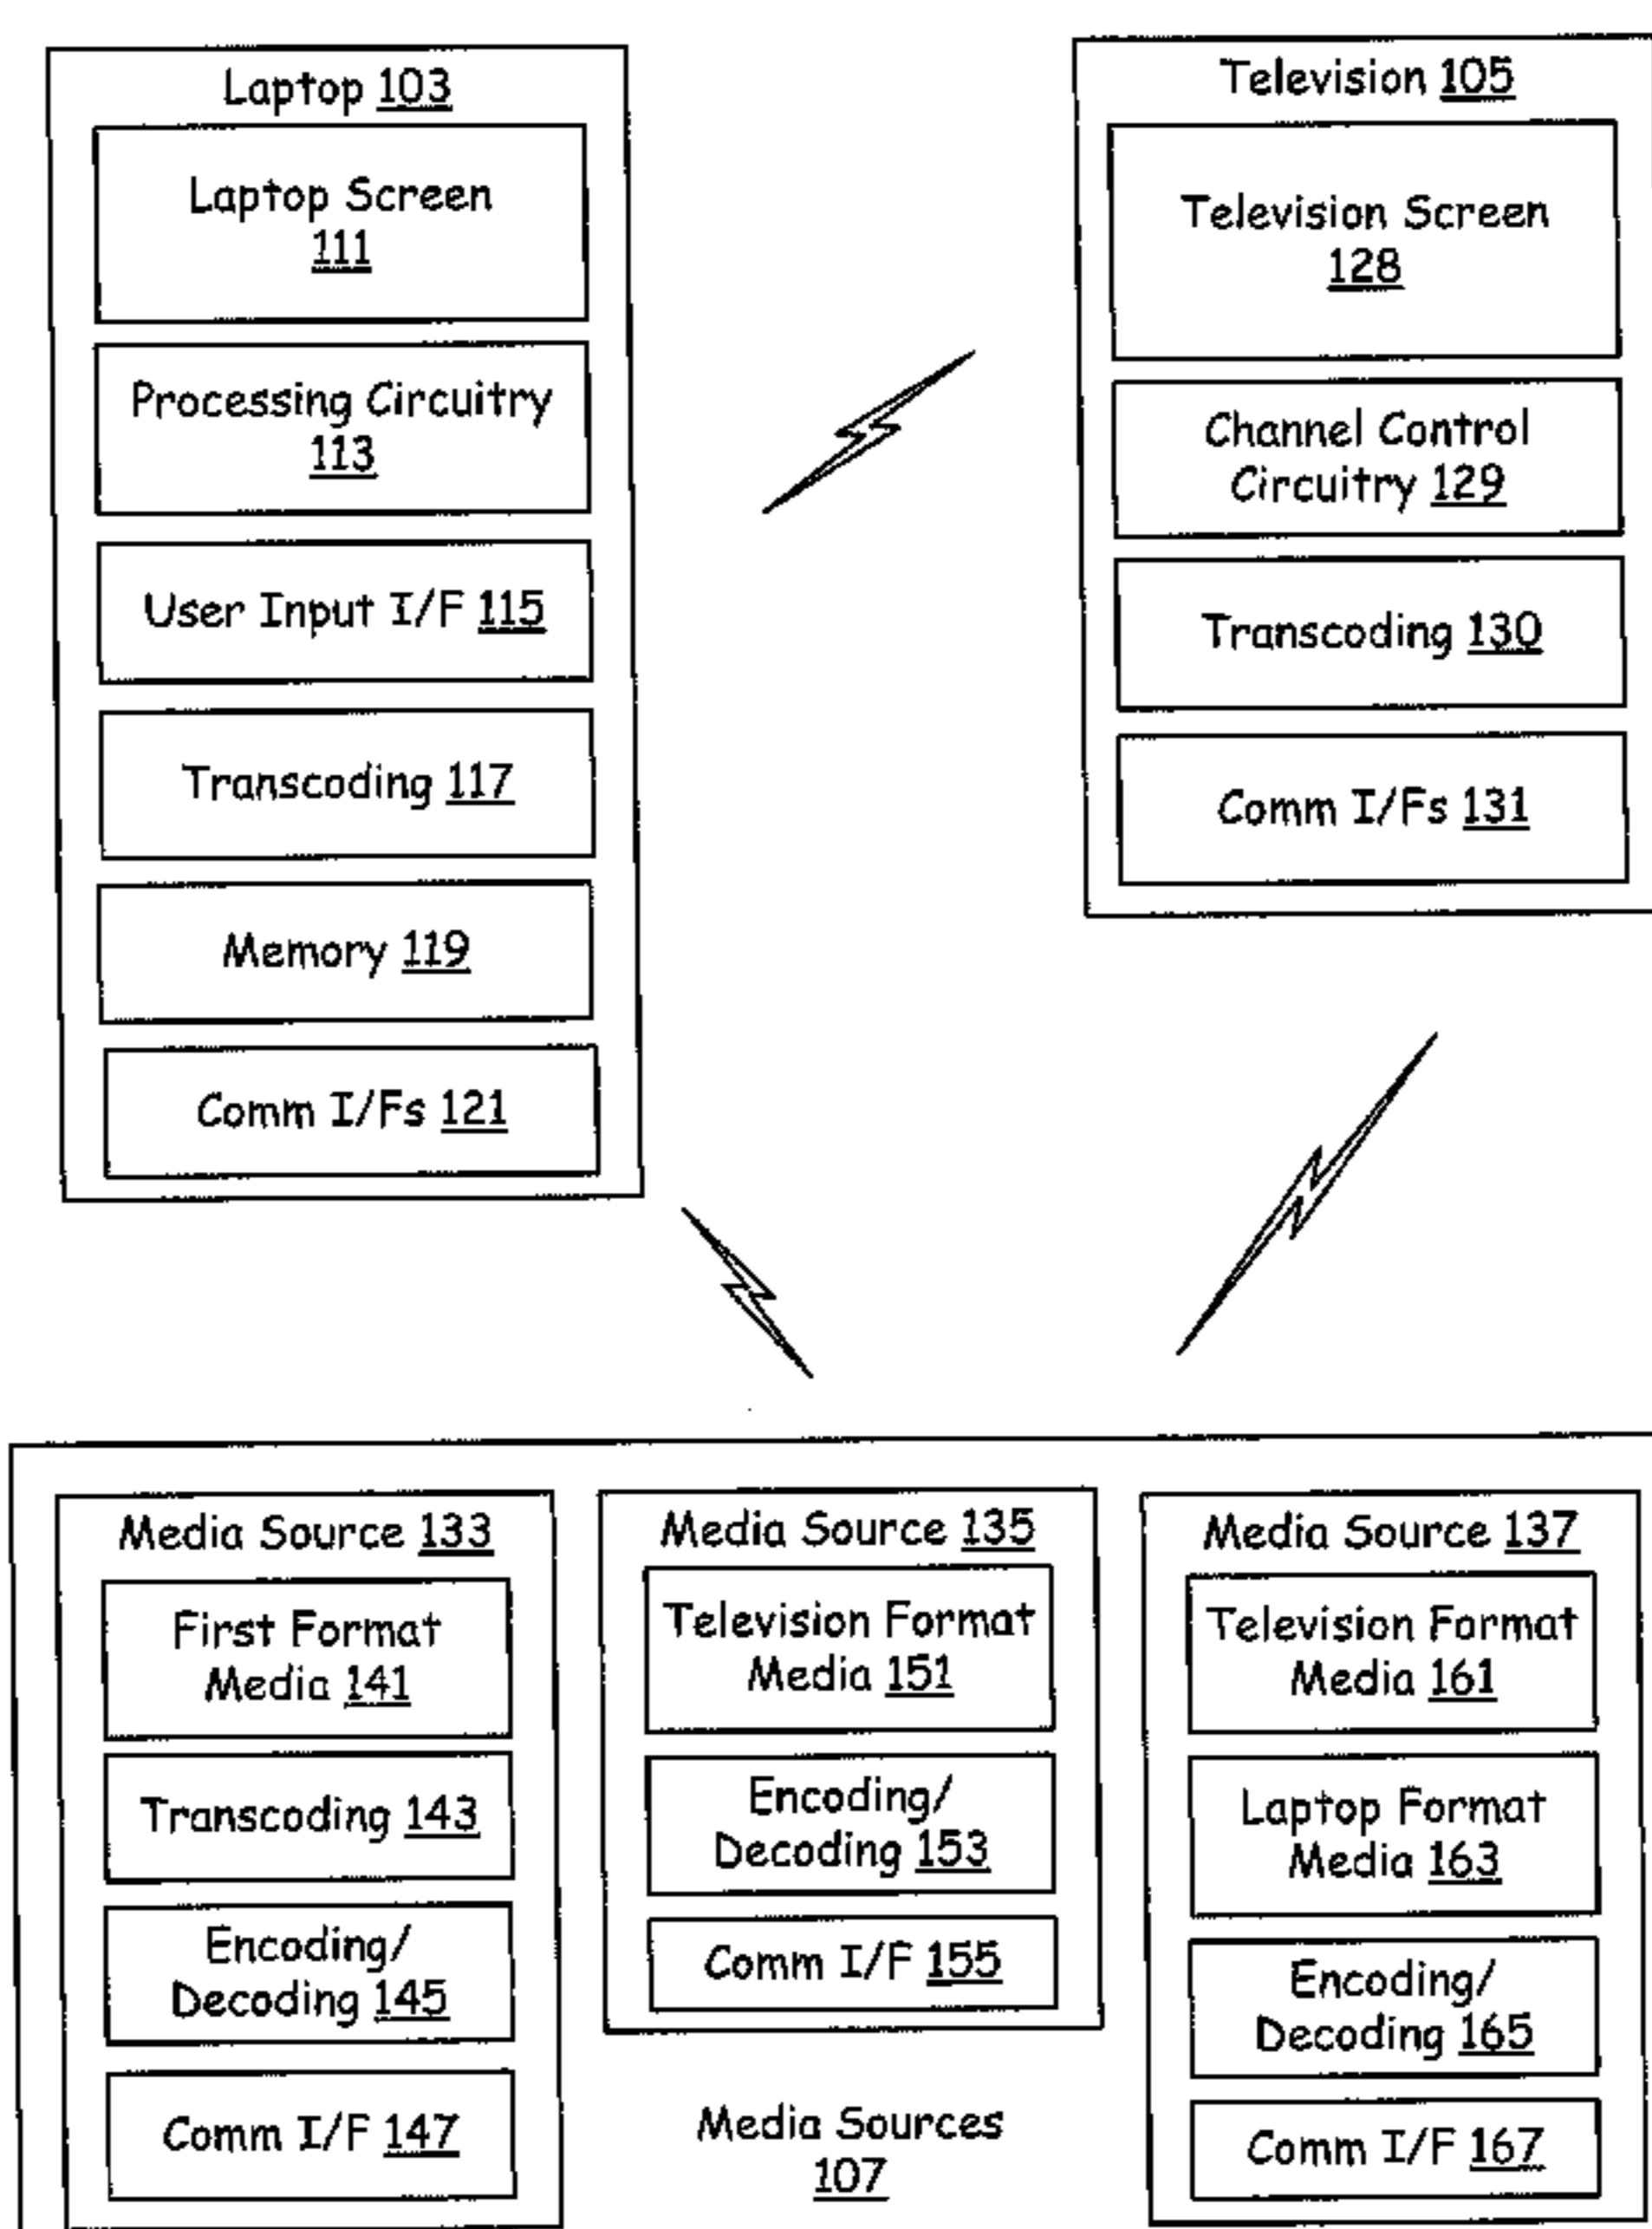 Laptop 103
Laptop Screen
111
Processing Circuitry
113
User Input I/F 115
Transcoding 117
Memory 119
Comm I/Fs 121
Television 105
Television Screen
128
Channel Control
Circuitry 129
Transcoding 130
Comm I/Fs 131
Media Source 133
First Format
Media 141
Transcoding 143
Encoding/
Decoding 145
Comm I/F 147
Media Source 135
Television Format
Media 151
Encoding/
Decoding 153
Comm I/F 155
Media Sources
107
Media Source 137
Television Format
Media 161
Laptop Format
Media 163
Encoding/
Decoding 165
Comm I/F 167